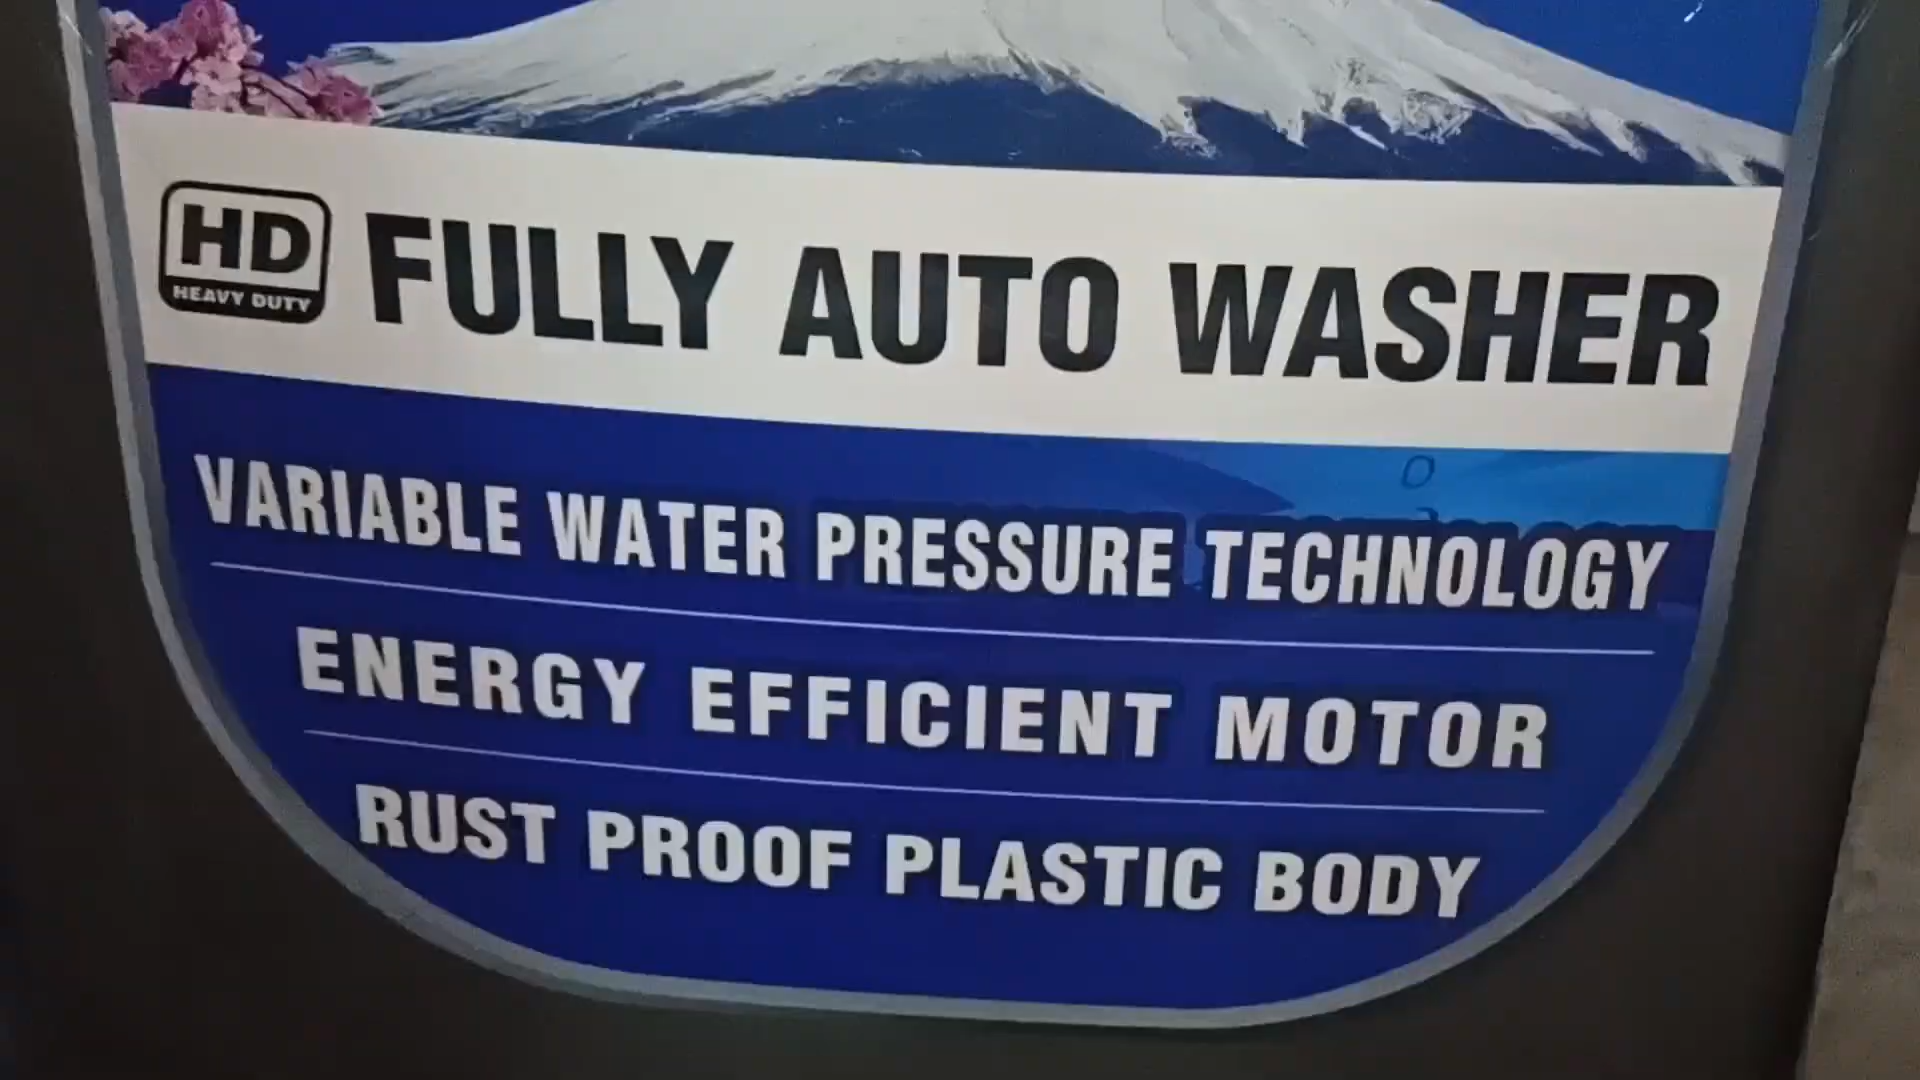 HD
HEAVY DUTY
FULLY AUTO WASHER
VARIABLE WATER PRESSURE TECHNOLOGY
ENERGY EFFICIENT MOTOR
RUST PROOF PLASTIC BODY